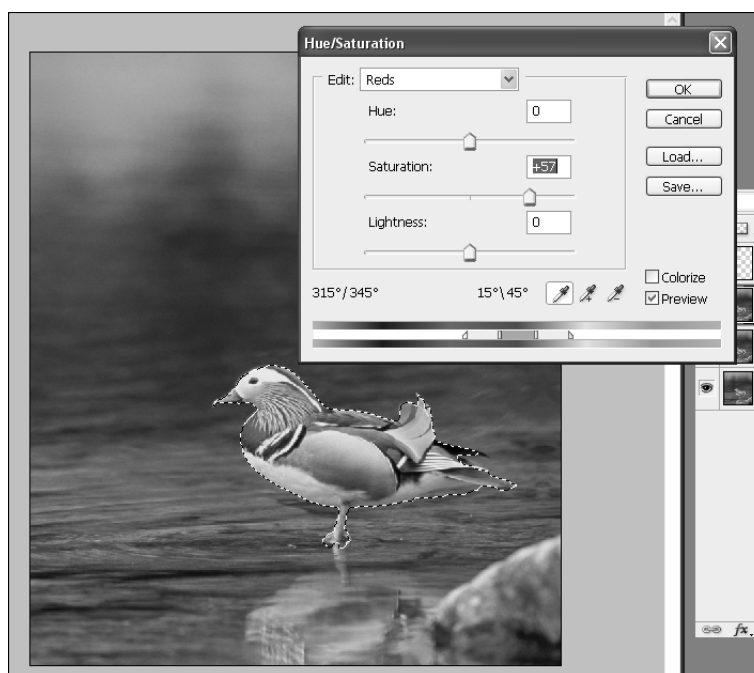 Hue/Saturation
Edit: Reds
OK
Hue: 0
Cancel
Saturation: +57
Load...
Save...
Lightness: 0
Colorize
315°/345° 15°\45°
Preview
fx.